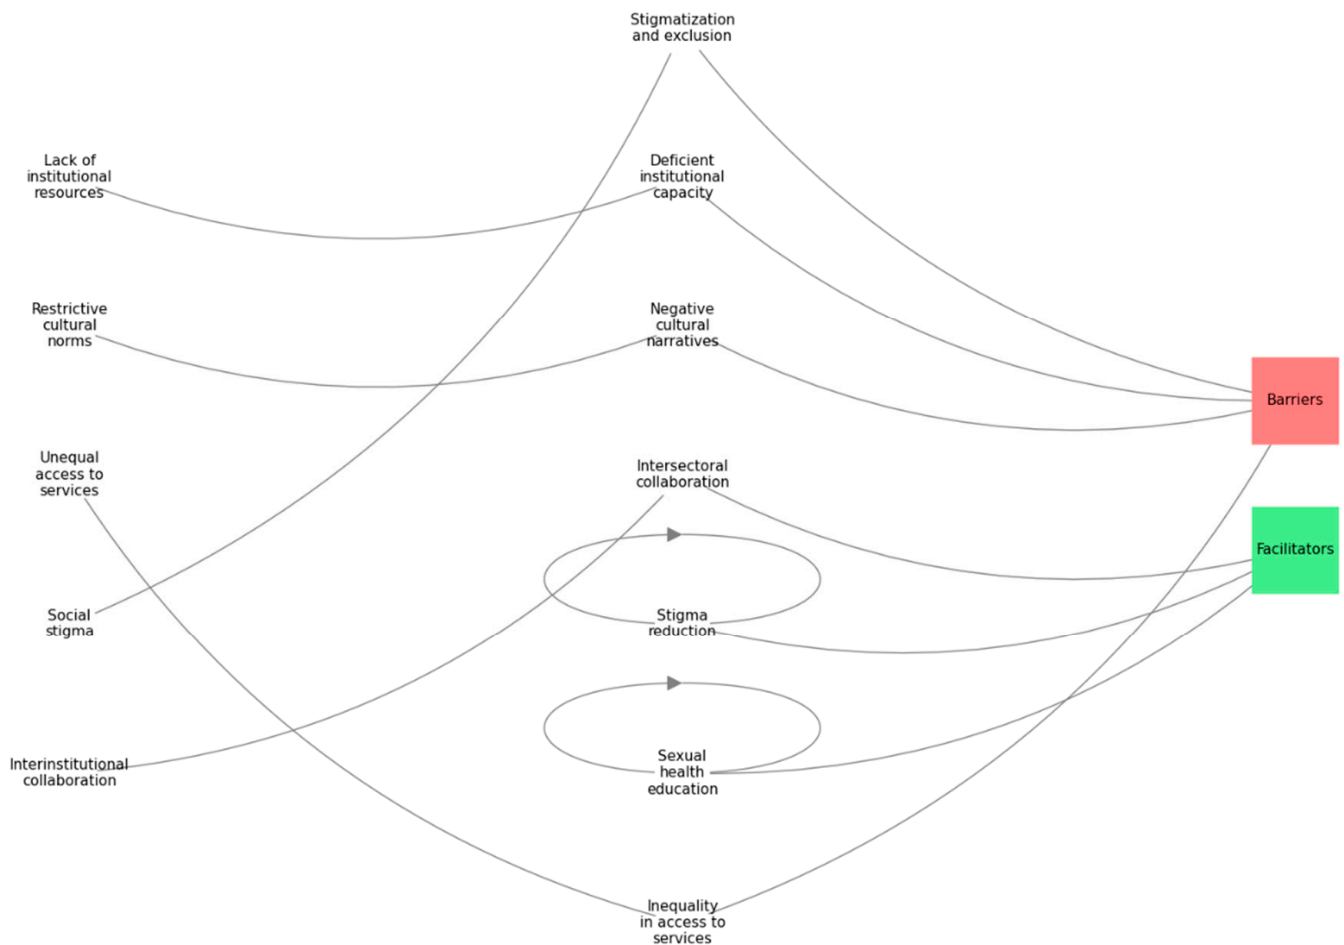 Stigmatization
and exclusion
Lack of
institutional
resources
Deficient
institutional
capacity
Restrictive
cultural
norms
Negative
cultural
narratives
Barriers
Unequal
access to
services
Intersectoral
collaboration
Facilitators
Social
stigma
Stigma
reduction
Interinstitutional
collaboration
Sexual
health
education
Inequality
in access to
services